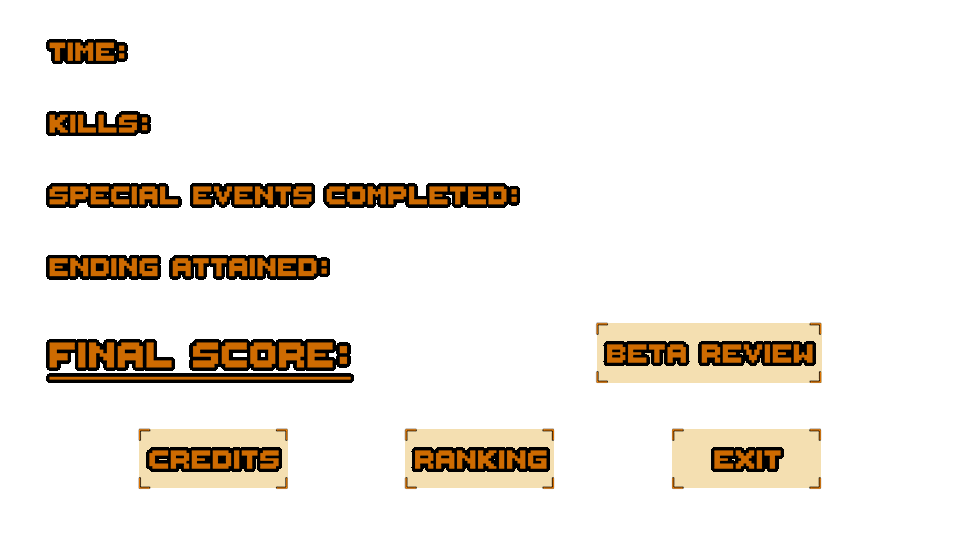 TIME:
KILLS:
SPECIAL EVENTS COMPLETED:
ENDING ATTAINED:
FINAL SCORE:
BETA REVIEW
CREDITS
RANKING
EXIT